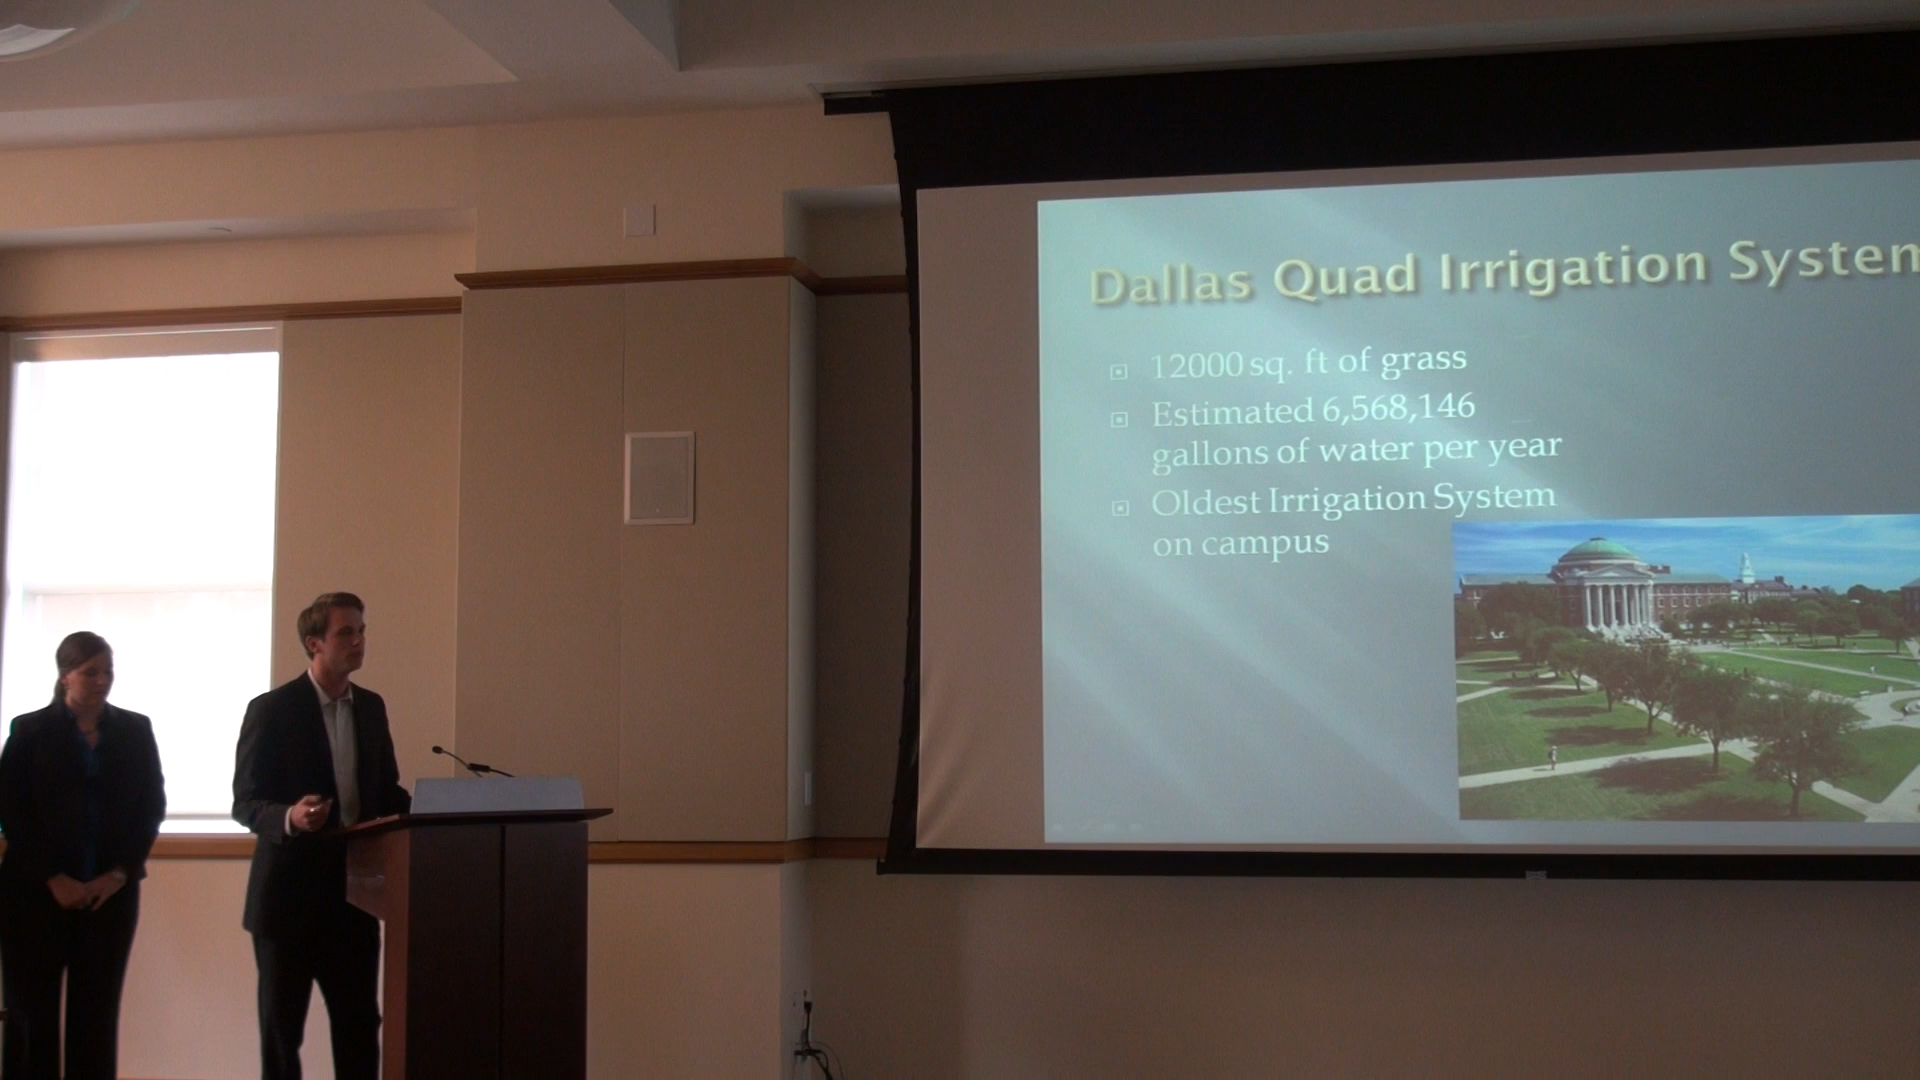 Dallas Quad Irrigation System
12000 sq. ft of grass
Estimated 6,568,146
gallons of water per year
Oldest Irrigation System
on campus